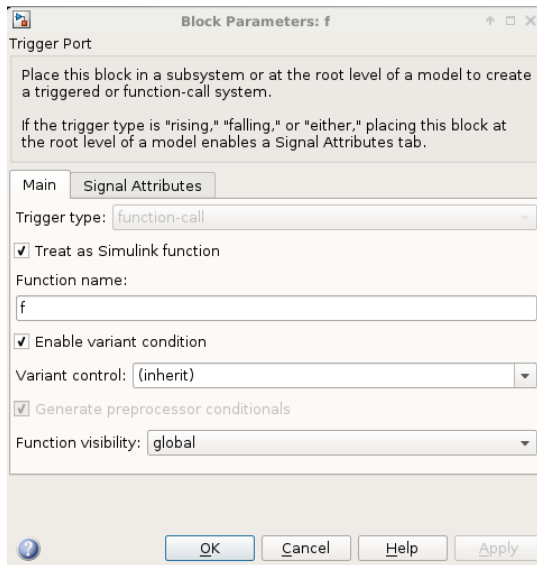 Block Parameters: f
Trigger Port
Place this block in a subsystem or at the root level of a model to create
a triggered or function-call system.
If the trigger type is "rising," "falling," or "either," placing this block at
the root level of a model enables a Signal Attributes tab.
Main Signal Attributes
Trigger type: function-call
Treat as Simulink function
Function name:
f
Enable variant condition
Variant control: (inherit)
Generate preprocessor conditionals
Function visibility: global
? OK Cancel Help Apply